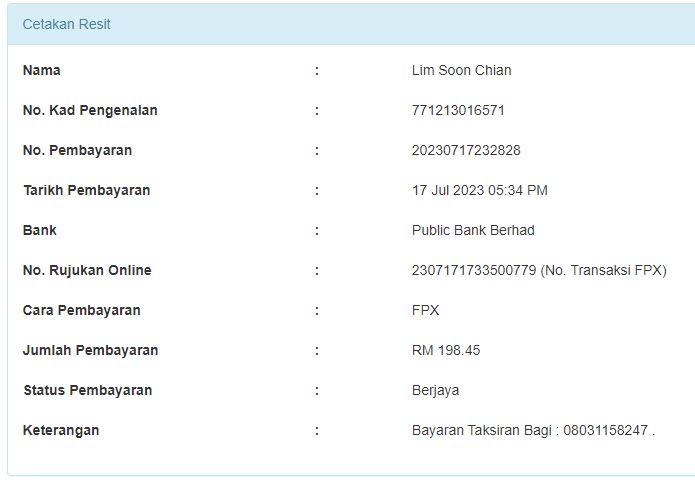 Cetakan Resit
Nama : Lim Soon Chian
No. Kad Pengenalan : 771213016571
No. Pembayaran : 20230717232828
Tarikh Pembayaran : 17 Jul 2023 05:34 PM
Bank : Public Bank Berhad
No. Rujukan Online : 2307171733500779 (No. Transaksi FPX)
Cara Pembayaran : FPX
Jumlah Pembayaran : RM 198.45
Status Pembayaran : Berjaya
Keterangan : Bayaran Taksiran Bagi : 08031158247 .